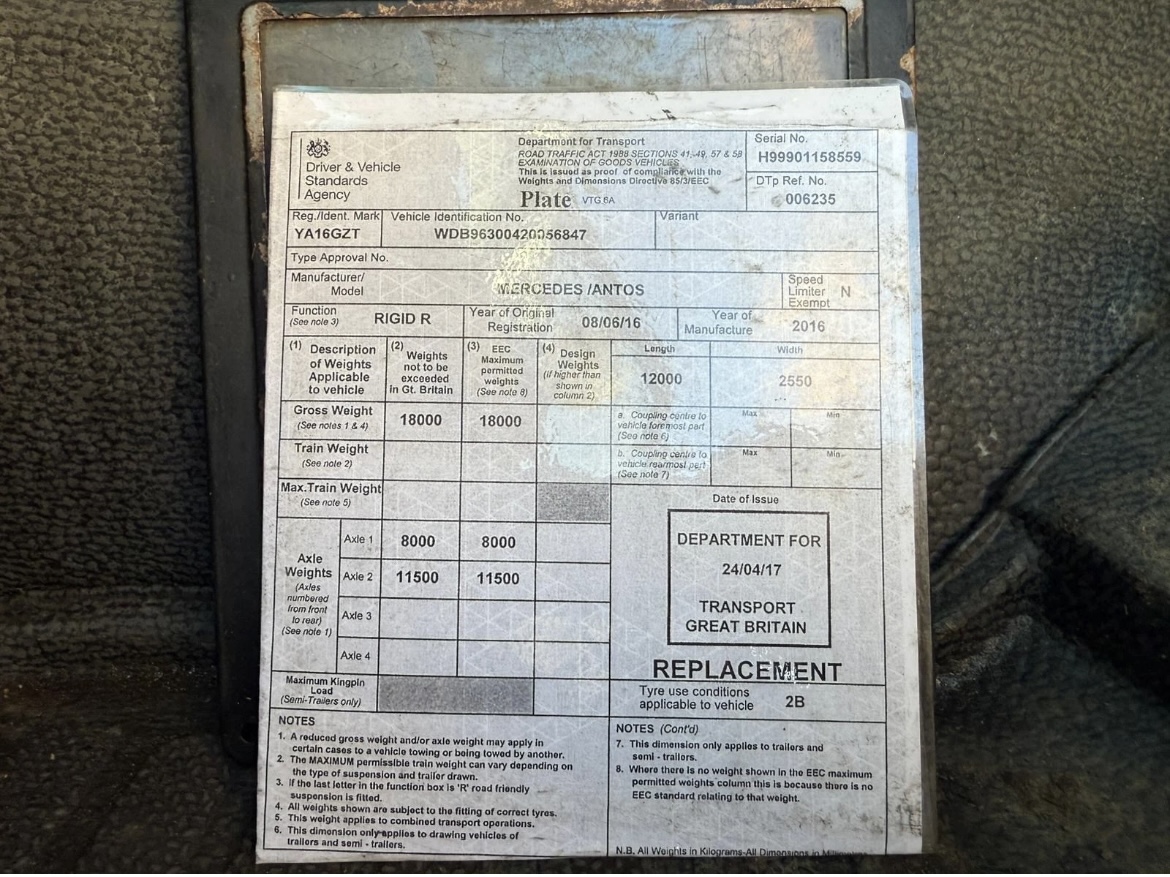 Driver & Vehicle
Standards
Agency
Department for Transport
ROAD TRAFFIC ACT 1988 SECTIONS 41,-49, 57 & 58
EXAMINATION OF GOODS VEHICLES
This is issued as proof of compliance with the
Weights and Dimensions Directive 85/3/EEC
Plate VTG 6A
Serial No.
H99901158559
DTp Ref. No.
006235
Reg./Ident. Mark
YA16GZT
Vehicle Identification No.
WDB96300420056847
Variant
Type Approval No.
Manufacturer/
Model
MERCEDES /ANTOS
Speed
Limiter
Exempt
N
Function
(See note 3)
RIGID R
Year of Original
Registration
08/06/16
Year of
Manufacture
2016
(1) Description
of Weights
Applicable
to vehicle
(2) Weights
not to be
exceeded
in Gt. Britain
(3) EEC
Maximum
permitted
weights
(See note 8)
(4) Design
Weights
(if higher than
shown in
column 2)
Length
12000
Width
2550
Gross Weight
(See notes 1 & 4)
18000
18000
a. Coupling centre to
vehicle foremost part
(See note 6)
Max
Min
Train Weight
(See note 2)
b. Coupling centre to
vehicle rearmost part
(See note 7)
Max
Min
Max.Train Weight
(See note 5)
Axle
Weights
(Axles
numbered
from front
to rear)
(See note 1)
Axle 1
8000
8000
Axle 2
11500
11500
Axle 3
Axle 4
Date of Issue
DEPARTMENT FOR
24/04/17
TRANSPORT
GREAT BRITAIN
REPLACEMENT
Maximum Kingpin
Load
(Semi-Trailers only)
Tyre use conditions
applicable to vehicle
2B
NOTES
1. A reduced gross weight and/or axle weight may apply in
certain cases to a vehicle towing or being towed by another.
2. The MAXIMUM permissible train weight can vary depending on
the type of suspension and trailer drawn.
3. If the last letter in the function box is 'R' road friendly
suspension is fitted.
4. All weights shown are subject to the fitting of correct tyres.
5. This weight applies to combined transport operations.
6. This dimension only applies to drawing vehicles of
trailers and semi - trailers.
NOTES (Cont'd)
7. This dimension only applies to trailers and
semi - trailers.
8. Where there is no weight shown in the EEC maximum
permitted weights column this is because there is no
EEC standard relating to that weight.
N.B. All Weights in Kilograms-All Dimensions in